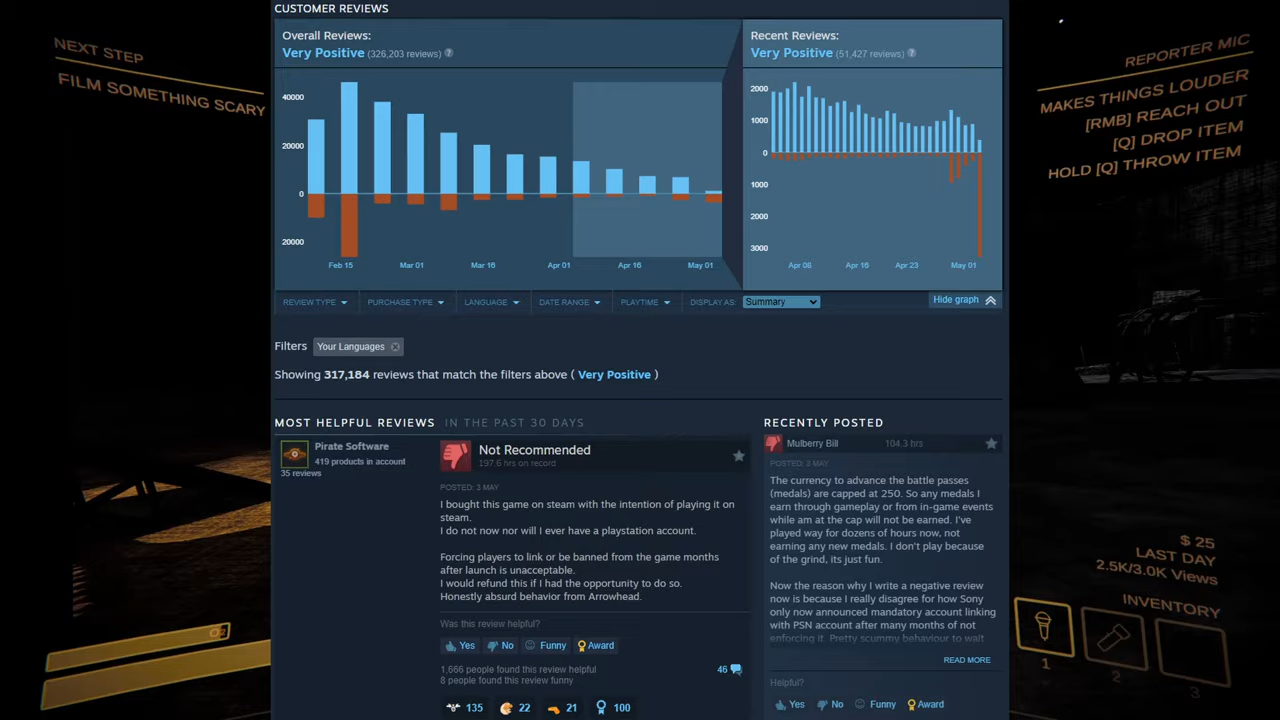 CUSTOMER REVIEWS
NEXT STEP
FILM SOMETHING SCARY
Overall Reviews:
Very Positive (326,203 reviews) ?
40000
20000
0
20000
Feb 15 Mar 01 Mar 16 Apr 01 Apr 16 May 01
Recent Reviews:
Very Positive (51,427 reviews) ?
2000
1000
0
1000
2000
3000
Apr 08 Apr 16 Apr 23 May 01
REPORTER MIC
MAKES THINGS LOUDER
[RMB] REACH OUT
[Q] DROP ITEM
HOLD [Q] THROW ITEM
REVIEW TYPE PURCHASE TYPE LANGUAGE DATE RANGE PLAYTIME DISPLAY AS: Summary Hide graph
Filters Your Languages
Showing 317,184 reviews that match the filters above ( Very Positive )
MOST HELPFUL REVIEWS IN THE PAST 30 DAYS
Pirate Software
419 products in account
35 reviews
Not Recommended
197.6 hrs on record
POSTED: 3 MAY
I bought this game on steam with the intention of playing it on
steam.
I do not now nor will I ever have a playstation account.
Forcing players to link or be banned from the game months
after launch is unacceptable.
I would refund this if I had the opportunity to do so.
Honestly absurd behavior from Arrowhead.
Was this review helpful?
Yes No Funny Award
1,666 people found this review helpful
8 people found this review funny
46
135 22 21 100
RECENTLY POSTED
Mulberry Bill 104.3 hrs
POSTED: 3 MAY
The currency to advance the battle passes
(medals) are capped at 250. So any medals I
earn through gameplay or from in-game events
while am at the cap will not be earned. I've
played way for dozens of hours now, not
earning any new medals. I don't play because
of the grind, its just fun.
Now the reason why I write a negative review
now is because I really disagree for how Sony
only now announced mandatory account linking
with PSN account after many months of not
enforcing it. Pretty scummy behaviour to wait
READ MORE
Helpful?
Yes No Funny Award
$ 25
LAST DAY
2.5K/3.0K Views
INVENTORY
1 2 3